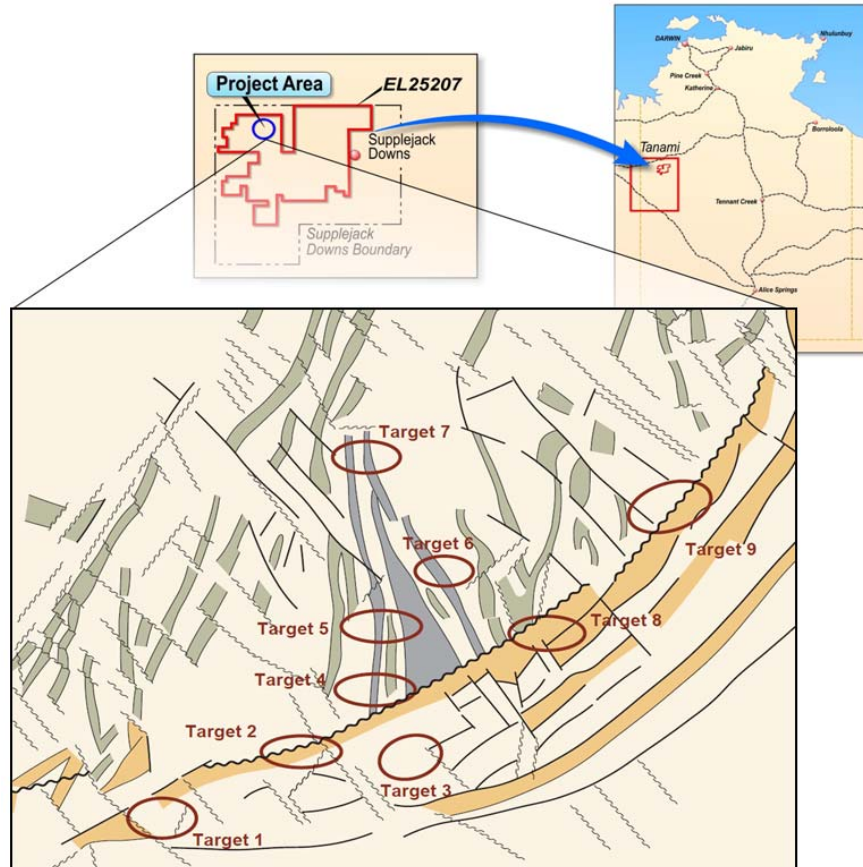 Project Area
EL25207
Supplejack
Downs
Supplejack
Downs Boundary
DARWIN
Jabiru
Nhulunbuy
Pine Creek
Katherine
Borroloola
Tanami
Tennant Creek
Alice Springs
Target 7
Target 6
Target 9
Target 5
Target 8
Target 4
Target 2
Target 3
Target 1